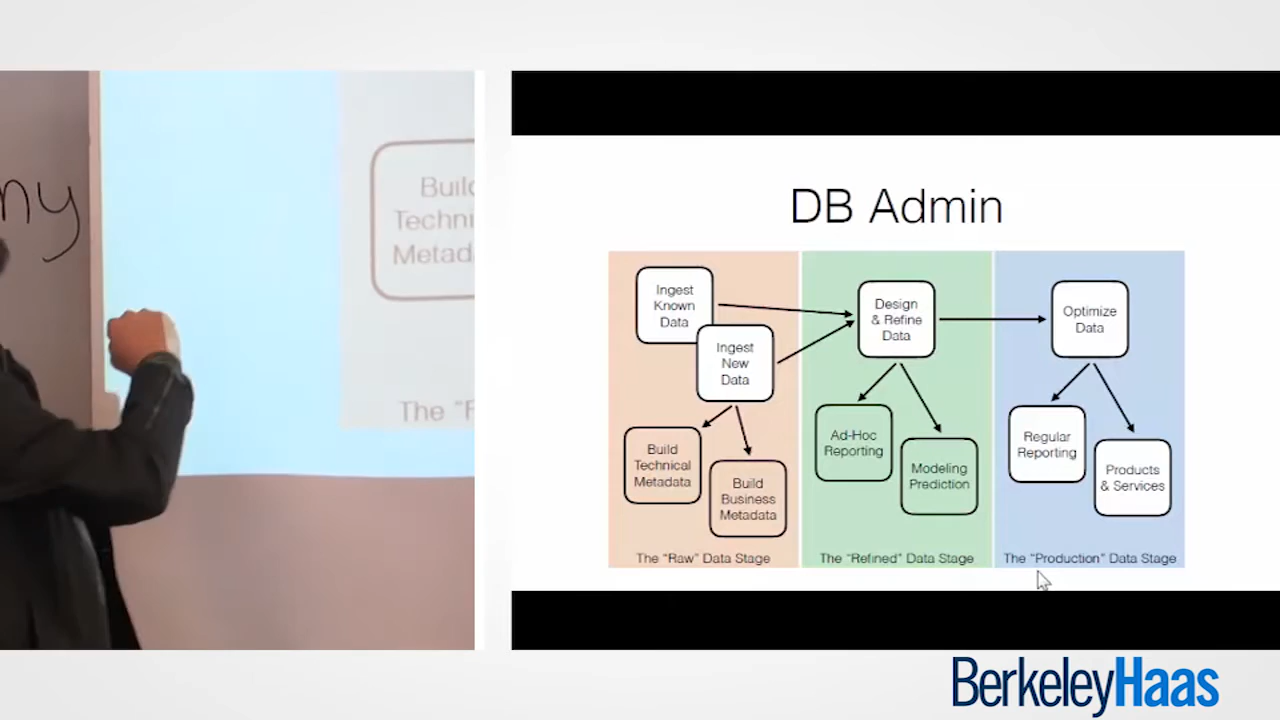 ny
Build
Techni
Metad
The "F
DB Admin
Ingest
Known
Data
Ingest
New
Data
Build
Technical
Metadata
Build
Business
Metadata
The "Raw" Data Stage
Design
& Refine
Data
Ad-Hoc
Reporting
Modeling
Prediction
The "Refined" Data Stage
Optimize
Data
Regular
Reporting
Products
& Services
The "Production" Data Stage
BerkeleyHaas